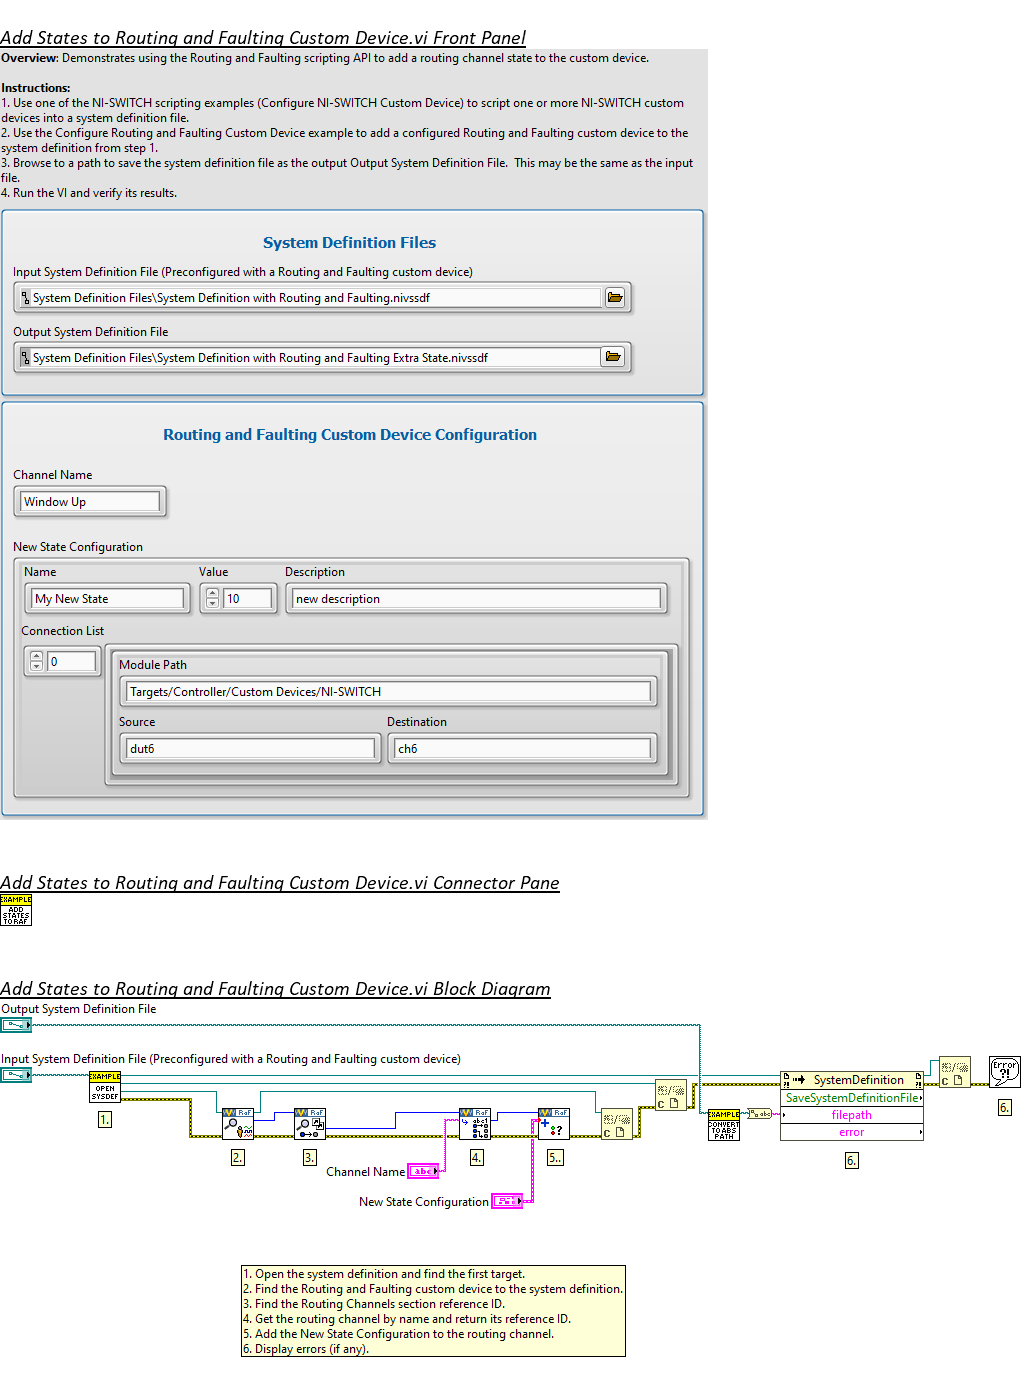 Add States to Routing and Faulting Custom Device.vi Front Panel
Overview: Demonstrates using the Routing and Faulting scripting API to add a routing channel state to the custom device.
Instructions:
1. Use one of the NI-SWITCH scripting examples (Configure NI-SWITCH Custom Device) to script one or more NI-SWITCH custom
devices into a system definition file.
2. Use the Configure Routing and Faulting Custom Device example to add a configured Routing and Faulting custom device to the
system definition from step 1.
3. Browse to a path to save the system definition file as the output Output System Definition File.  This may be the same as the input
file.
4. Run the VI and verify its results.
System Definition Files
Input System Definition File (Preconfigured with a Routing and Faulting custom device)
System Definition Files\System Definition with Routing and Faulting.nivssdf
Output System Definition File
System Definition Files\System Definition with Routing and Faulting Extra State.nivssdf
Routing and Faulting Custom Device Configuration
Channel Name
Window Up
New State Configuration
Name Value Description
My New State 10 new description
Connection List
0
Module Path
Targets/Controller/Custom Devices/NI-SWITCH
Source Destination
dut6 ch6
Add States to Routing and Faulting Custom Device.vi Connector Pane
EXAMPLE
ADD
STATES
TO RAF
Add States to Routing and Faulting Custom Device.vi Block Diagram
Output System Definition File
Input System Definition File (Preconfigured with a Routing and Faulting custom device)
EXAMPLE
OPEN
SYSDEF
1.
RaF
2.
RaF
3.
RaF
abc1
4.
RaF
5..
Channel Name abc
New State Configuration
EXAMPLE
CONVERT
TO ABS
PATH
abc
SystemDefinition
SaveSystemDefinitionFile
filepath
error
6.
Error
?!
6.
1. Open the system definition and find the first target.
2. Find the Routing and Faulting custom device to the system definition.
3. Find the Routing Channels section reference ID.
4. Get the routing channel by name and return its reference ID.
5. Add the New State Configuration to the routing channel.
6. Display errors (if any).